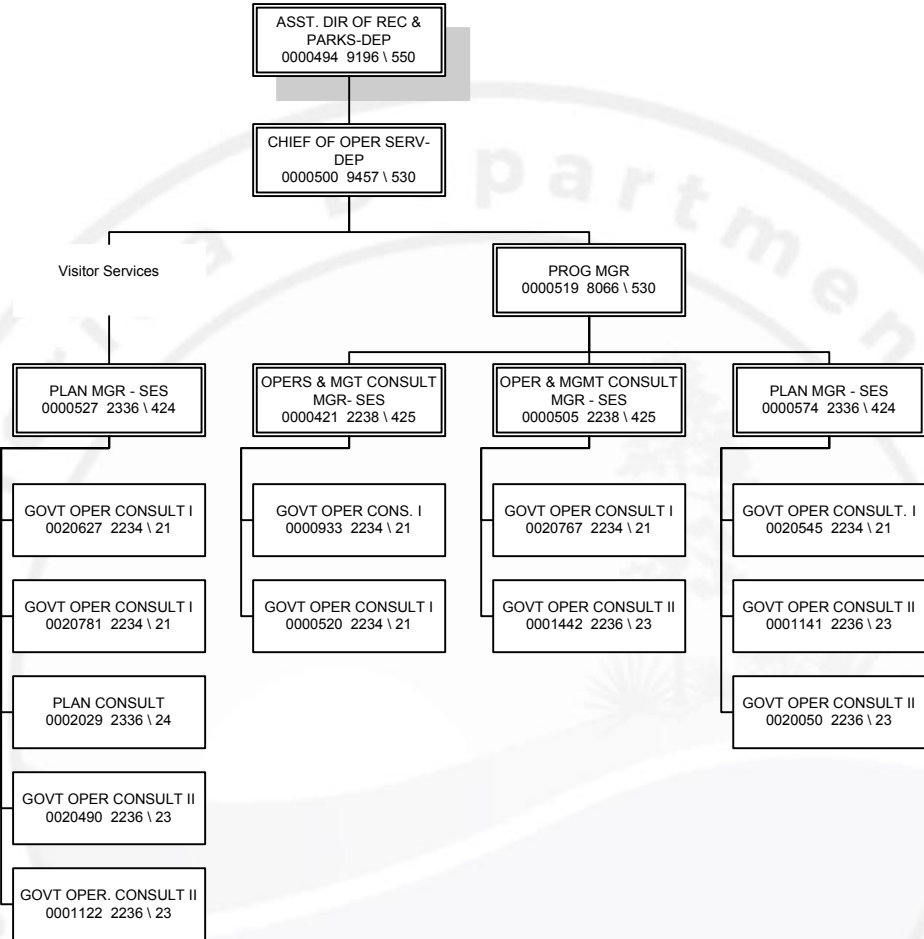 ASST. DIR OF REC &
PARKS-DEP
0000494 9196 \ 550
CHIEF OF OPER SERV-
DEP
0000500 9457 \ 530
Visitor Services
PROG MGR
0000519 8066 \ 530
PLAN MGR - SES
0000527 2336 \ 424
OPERS & MGT CONSULT
MGR- SES
0000421 2238 \ 425
OPER & MGMT CONSULT
MGR - SES
0000505 2238 \ 425
PLAN MGR - SES
0000574 2336 \ 424
GOVT OPER CONSULT I
0020627 2234 \ 21
GOVT OPER CONSULT I
0020781 2234 \ 21
PLAN CONSULT
0002029 2336 \ 24
GOVT OPER CONSULT II
0020490 2236 \ 23
GOVT OPER. CONSULT II
0001122 2236 \ 23
GOVT OPER CONS. I
0000933 2234 \ 21
GOVT OPER CONSULT I
0000520 2234 \ 21
GOVT OPER CONSULT I
0020767 2234 \ 21
GOVT OPER CONSULT II
0001442 2236 \ 23
GOVT OPER CONSULT. I
0020545 2234 \ 21
GOVT OPER CONSULT II
0001141 2236 \ 23
GOVT OPER CONSULT II
0020050 2236 \ 23